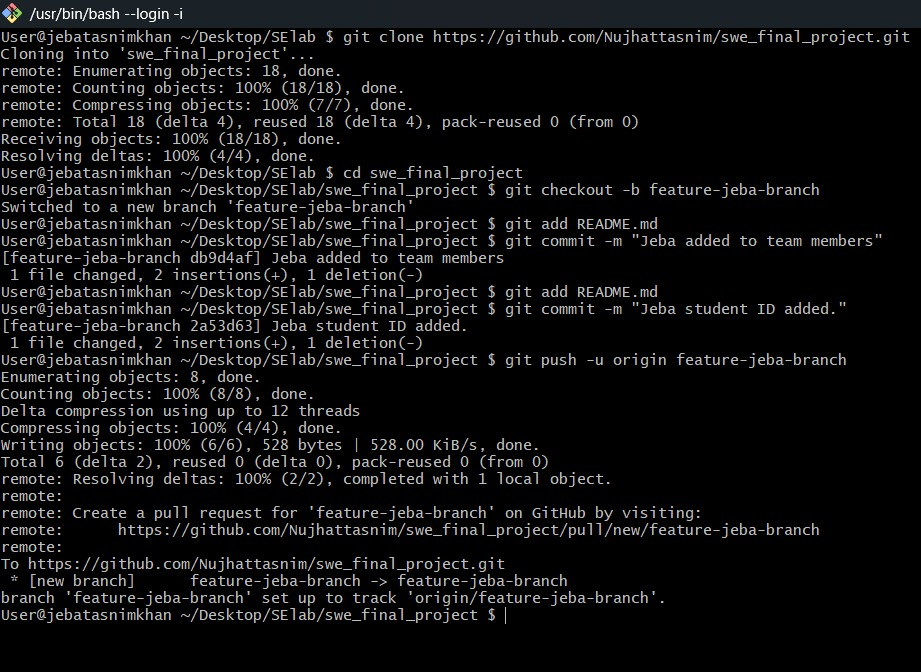 /usr/bin/bash --login -i
User@jebatasnimkhan ~/Desktop/SElab $ git clone https://github.com/Nujhattasnim/swe_final_project.git
Cloning into 'swe_final_project'...
remote: Enumerating objects: 18, done.
remote: Counting objects: 100% (18/18), done.
remote: Compressing objects: 100% (7/7), done.
remote: Total 18 (delta 4), reused 18 (delta 4), pack-reused 0 (from 0)
Receiving objects: 100% (18/18), done.
Resolving deltas: 100% (4/4), done.
User@jebatasnimkhan ~/Desktop/SElab $ cd swe_final_project
User@jebatasnimkhan ~/Desktop/SElab/swe_final_project $ git checkout -b feature-jeba-branch
Switched to a new branch 'feature-jeba-branch'
User@jebatasnimkhan ~/Desktop/SElab/swe_final_project $ git add README.md
User@jebatasnimkhan ~/Desktop/SElab/swe_final_project $ git commit -m "Jeba added to team members"
[feature-jeba-branch db9d4af] Jeba added to team members
 1 file changed, 2 insertions(+), 1 deletion(-)
User@jebatasnimkhan ~/Desktop/SElab/swe_final_project $ git add README.md
User@jebatasnimkhan ~/Desktop/SElab/swe_final_project $ git commit -m "Jeba student ID added."
[feature-jeba-branch 2a53d63] Jeba student ID added.
 1 file changed, 2 insertions(+), 1 deletion(-)
User@jebatasnimkhan ~/Desktop/SElab/swe_final_project $ git push -u origin feature-jeba-branch
Enumerating objects: 8, done.
Counting objects: 100% (8/8), done.
Delta compression using up to 12 threads
Compressing objects: 100% (4/4), done.
Writing objects: 100% (6/6), 528 bytes | 528.00 KiB/s, done.
Total 6 (delta 2), reused 0 (delta 0), pack-reused 0 (from 0)
remote: Resolving deltas: 100% (2/2), completed with 1 local object.
remote:
remote: Create a pull request for 'feature-jeba-branch' on GitHub by visiting:
remote:      https://github.com/Nujhattasnim/swe_final_project/pull/new/feature-jeba-branch
remote:
To https://github.com/Nujhattasnim/swe_final_project.git
 * [new branch]      feature-jeba-branch -> feature-jeba-branch
branch 'feature-jeba-branch' set up to track 'origin/feature-jeba-branch'.
User@jebatasnimkhan ~/Desktop/SElab/swe_final_project $